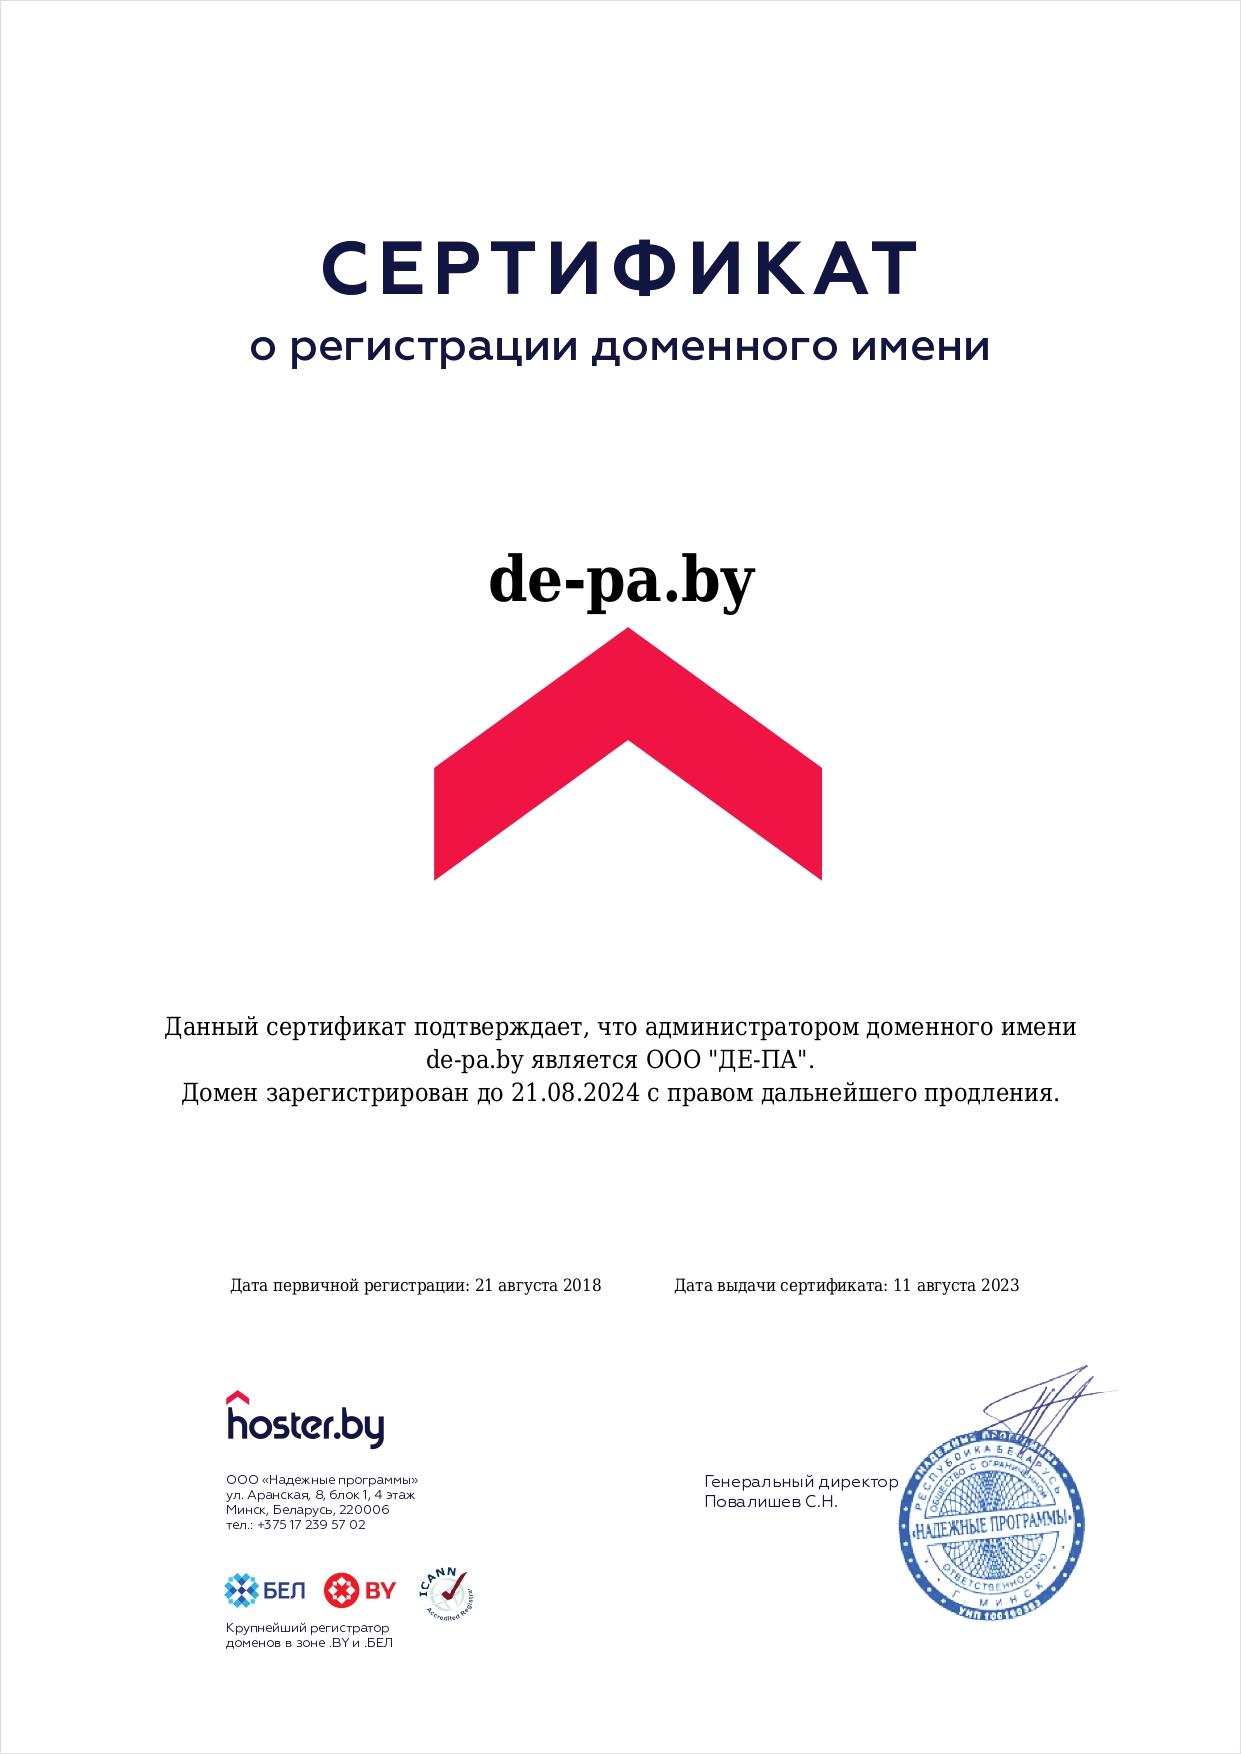 СЕРТИФИКАТ
о регистрации доменного имени
de-pa.by
Данный сертификат подтверждает, что администратором доменного имени
de-pa.by является ООО "ДЕ-ПА".
Домен зарегистрирован до 21.08.2024 с правом дальнейшего продления.
Дата первичной регистрации: 21 августа 2018
Дата выдачи сертификата: 11 августа 2023
hoster.by
ООО «Надежные программы»
ул. Аранская, 8, блок 1, 4 этаж
Минск, Беларусь, 220006
тел.: +375 17 239 57 02
Генеральный директор
Повалишев С.Н.
«НАДЕЖНЫЕ ПРОГРАММЫ»
РЕСПУБЛИКА БЕЛАРУСЬ
ОБЩЕСТВО С ОГРАНИЧЕННОЙ
«НАДЕЖНЫЕ ПРОГРАММЫ»
ОТВЕТСТВЕННОСТЬЮ
Г. МИНСК
УНП
БЕЛ
BY
ICANN
Accredited Registrar
Крупнейший регистратор
доменов в зоне .BY и .БЕЛ